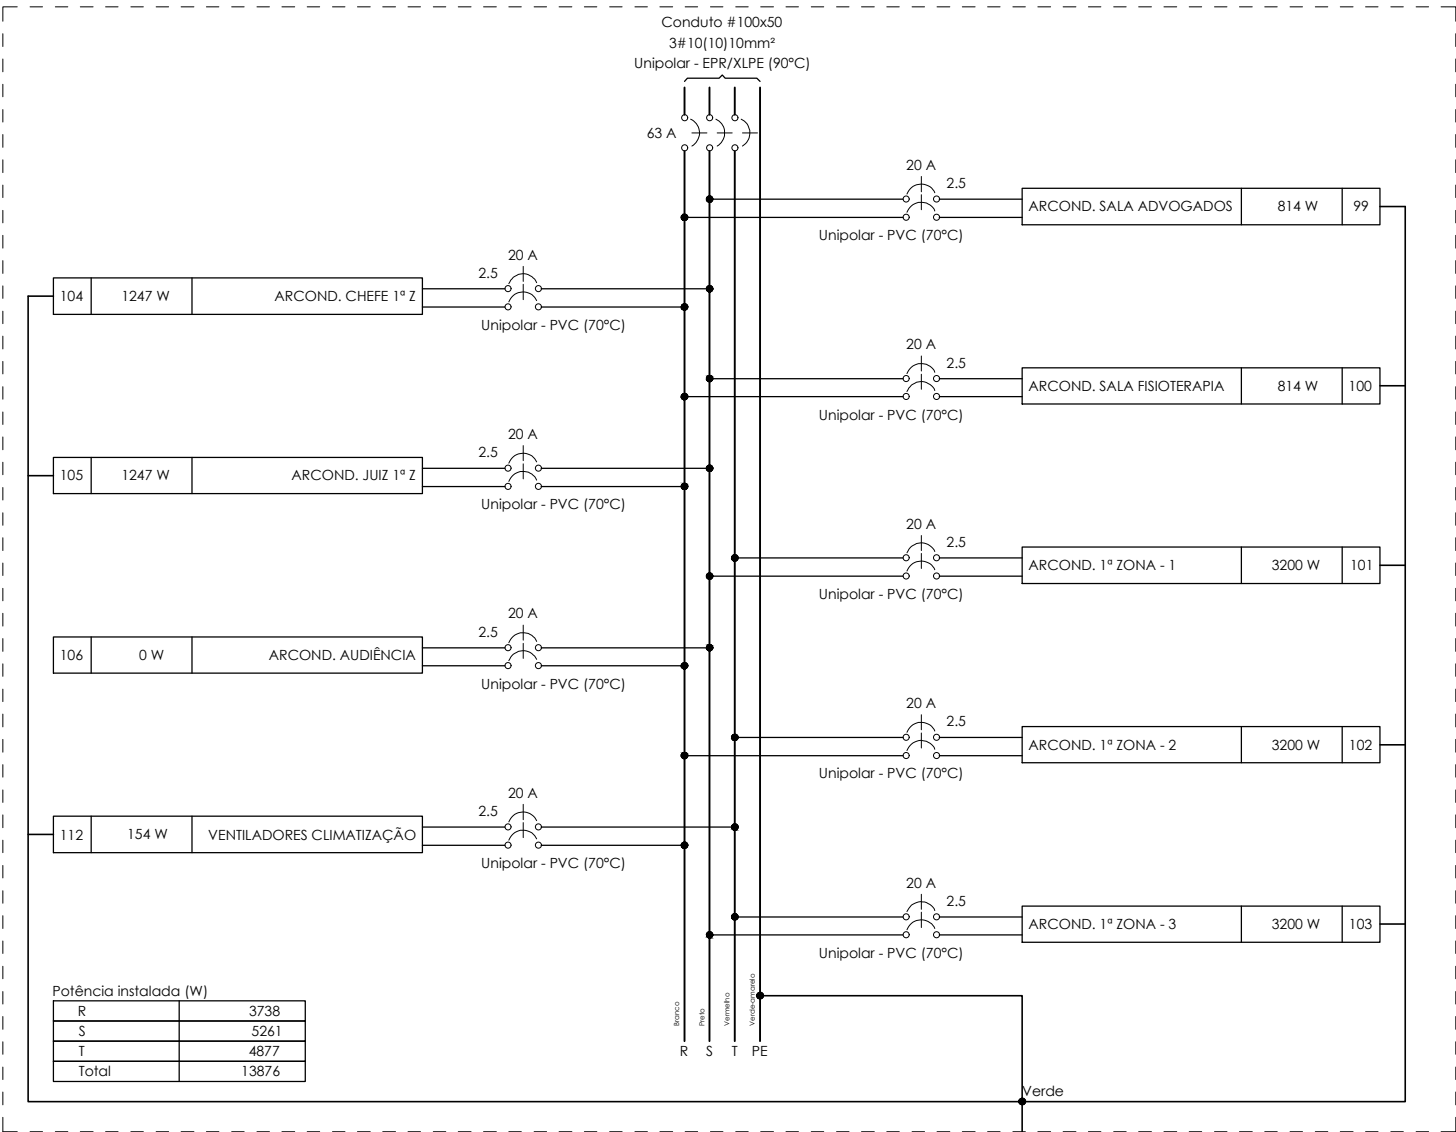 Conduto #100x50
3#10(10)10mm²
Unipolar - EPR/XLPE (90°C)
63 A
20 A
2.5
ARCOND. SALA ADVOGADOS 814 W 99
Unipolar - PVC (70°C)
20 A
2.5
104 1247 W ARCOND. CHEFE 1ª Z
Unipolar - PVC (70°C)
20 A
2.5
ARCOND. SALA FISIOTERAPIA 814 W 100
Unipolar - PVC (70°C)
20 A
2.5
105 1247 W ARCOND. JUIZ 1ª Z
Unipolar - PVC (70°C)
20 A
2.5
ARCOND. 1ª ZONA - 1 3200 W 101
Unipolar - PVC (70°C)
20 A
2.5
106 0 W ARCOND. AUDIÊNCIA
Unipolar - PVC (70°C)
20 A
2.5
ARCOND. 1ª ZONA - 2 3200 W 102
Unipolar - PVC (70°C)
20 A
2.5
112 154 W VENTILADORES CLIMATIZAÇÃO
Unipolar - PVC (70°C)
20 A
2.5
ARCOND. 1ª ZONA - 3 3200 W 103
Unipolar - PVC (70°C)
Potência instalada (W)
R 3738
S 5261
T 4877
Total 13876
Branco
Preto
Vermelho
Verde-amarelo
R S T PE
Verde